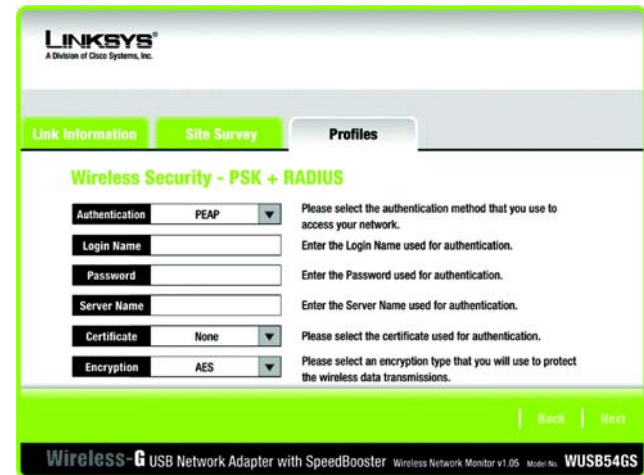 LINKSYS®
A Division of Cisco Systems, Inc.
Link Information
Site Survey
Profiles
Wireless Security - PSK + RADIUS
Authentication PEAP Please select the authentication method that you use to
access your network.
Login Name Enter the Login Name used for authentication.
Password Enter the Password used for authentication.
Server Name Enter the Server Name used for authentication.
Certificate None Please select the certificate used for authentication.
Encryption AES Please select an encryption type that you will use to protect
the wireless data transmissions.
Back Next
Wireless-G USB Network Adapter with SpeedBooster Wireless Network Monitor v1.05 Model No. WUSB54GS